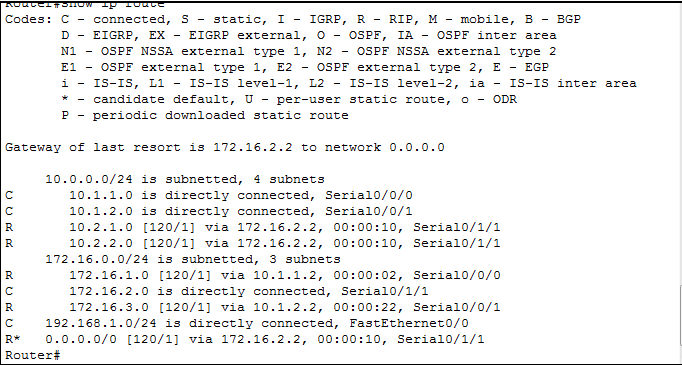 Router#show ip route
Codes: C - connected, S - static, I - IGRP, R - RIP, M - mobile, B - BGP
       D - EIGRP, EX - EIGRP external, O - OSPF, IA - OSPF inter area
       N1 - OSPF NSSA external type 1, N2 - OSPF NSSA external type 2
       E1 - OSPF external type 1, E2 - OSPF external type 2, E - EGP
       i - IS-IS, L1 - IS-IS level-1, L2 - IS-IS level-2, ia - IS-IS inter area
       * - candidate default, U - per-user static route, o - ODR
       P - periodic downloaded static route
Gateway of last resort is 172.16.2.2 to network 0.0.0.0
     10.0.0.0/24 is subnetted, 4 subnets
C       10.1.1.0 is directly connected, Serial0/0/0
C       10.1.2.0 is directly connected, Serial0/0/1
R       10.2.1.0 [120/1] via 172.16.2.2, 00:00:10, Serial0/1/1
R       10.2.2.0 [120/1] via 172.16.2.2, 00:00:10, Serial0/1/1
     172.16.0.0/24 is subnetted, 3 subnets
R       172.16.1.0 [120/1] via 10.1.1.2, 00:00:02, Serial0/0/0
C       172.16.2.0 is directly connected, Serial0/1/1
R       172.16.3.0 [120/1] via 10.1.2.2, 00:00:22, Serial0/0/1
C    192.168.1.0/24 is directly connected, FastEthernet0/0
R*   0.0.0.0/0 [120/1] via 172.16.2.2, 00:00:10, Serial0/1/1
Router#